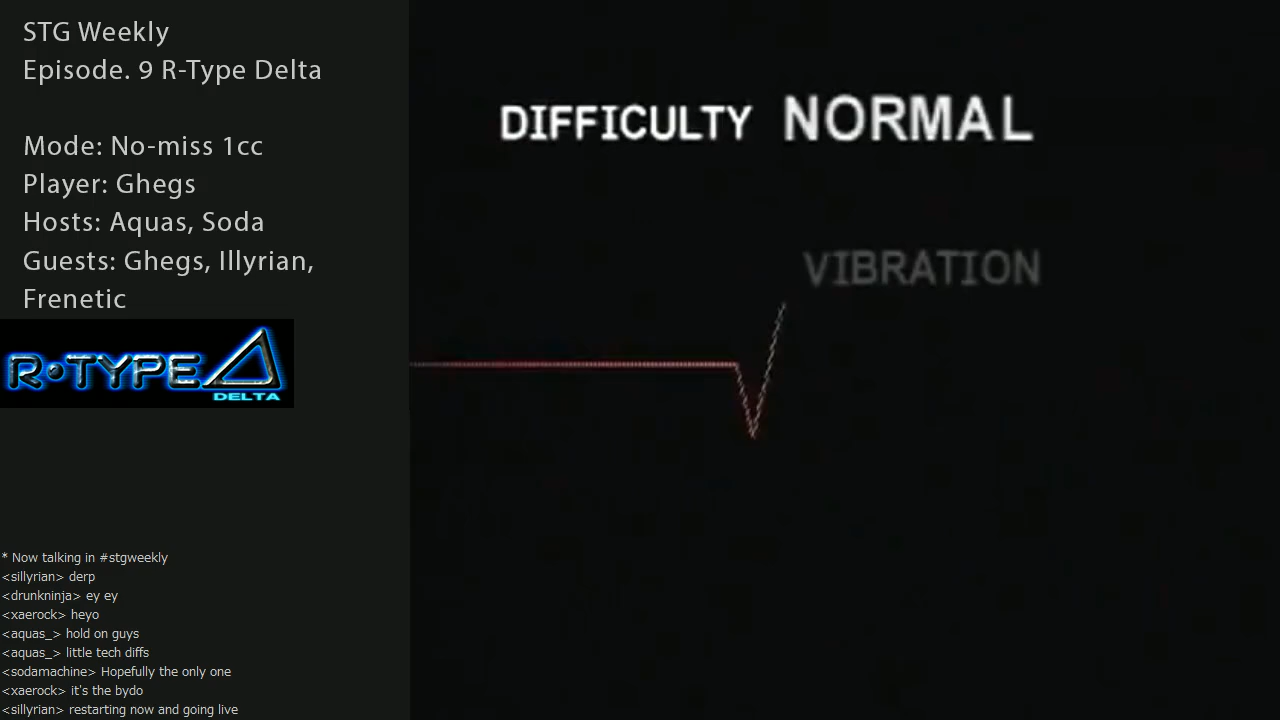 STG Weekly
Episode. 9 R-Type Delta
Mode: No-miss 1cc
Player: Ghegs
Hosts: Aquas, Soda
Guests: Ghegs, Illyrian,
Frenetic
R·TYPE
DELTA
* Now talking in #stgweekly
<sillyrian> derp
<drunkninja> ey ey
<xaerock> heyo
<aquas_> hold on guys
<aquas_> little tech diffs
<sodamachine> Hopefully the only one
<xaerock> it's the bydo
<sillyrian> restarting now and going live
DIFFICULTY NORMAL
VIBRATION